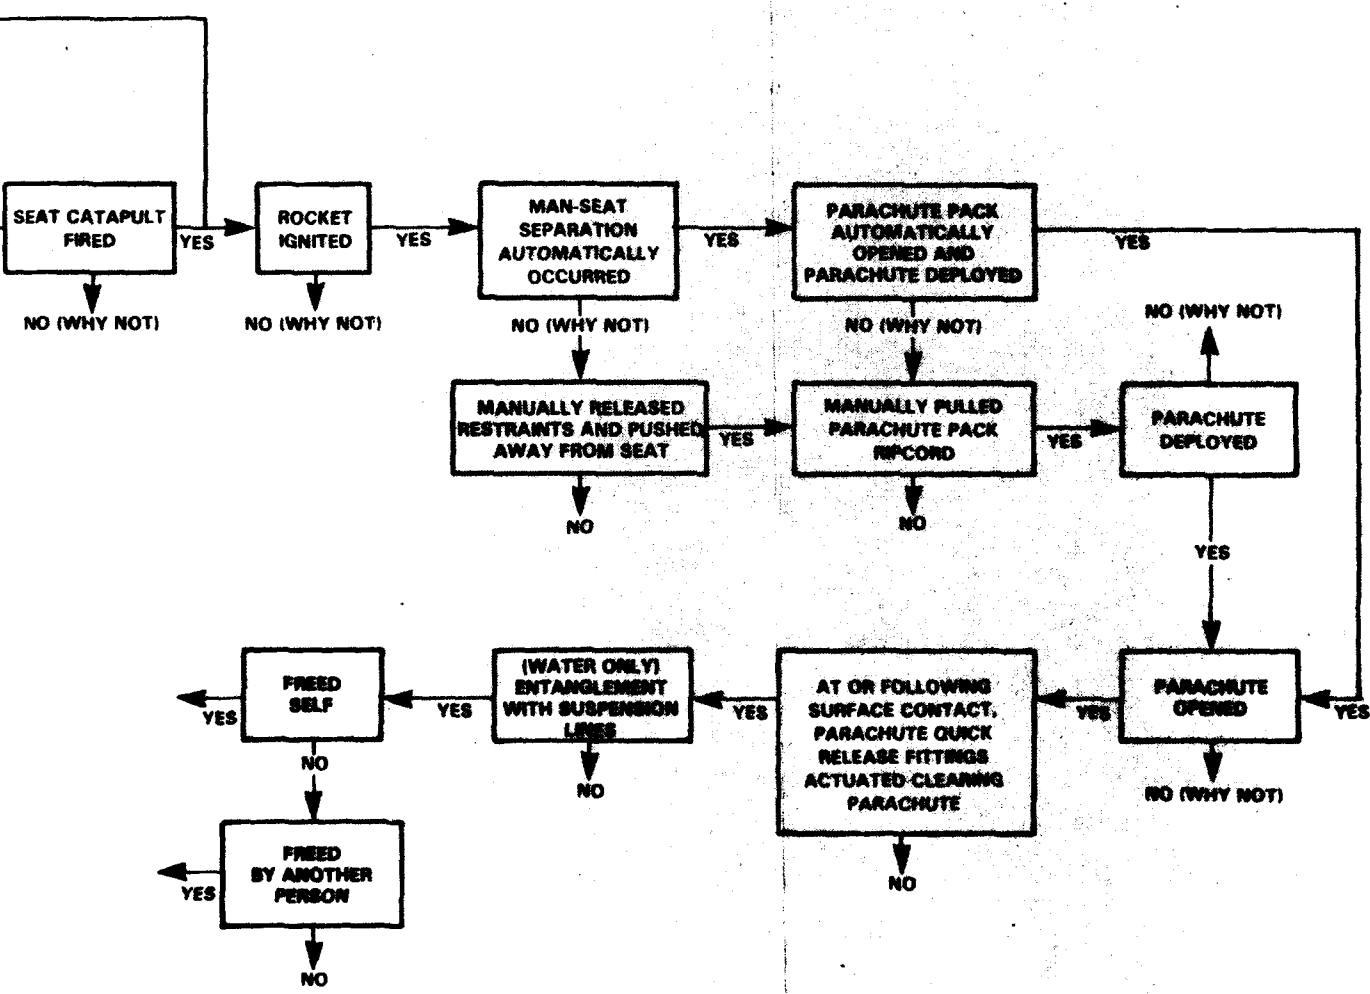 SEAT CATAPULT
FIRED
YES
NO (WHY NOT)
ROCKET
IGNITED
YES
NO (WHY NOT)
MAN-SEAT
SEPARATION
AUTOMATICALLY
OCCURRED
YES
NO (WHY NOT)
PARACHUTE PACK
AUTOMATICALLY
OPENED AND
PARACHUTE DEPLOYED
YES
NO (WHY NOT)
MANUALLY RELEASED
RESTRAINTS AND PUSHED
AWAY FROM SEAT
YES
NO
MANUALLY PULLED
PARACHUTE PACK
RIPCORD
YES
NO
NO (WHY NOT)
PARACHUTE
DEPLOYED
YES
YES
PARACHUTE
OPENED
YES
NO (WHY NOT)
AT OR FOLLOWING
SURFACE CONTACT,
PARACHUTE QUICK
RELEASE FITTINGS
ACTUATED CLEARING
PARACHUTE
YES
NO
(WATER ONLY)
ENTANGLEMENT
WITH SUSPENSION
LINES
YES
NO
FREED
SELF
YES
NO
FREED
BY ANOTHER
PERSON
YES
NO